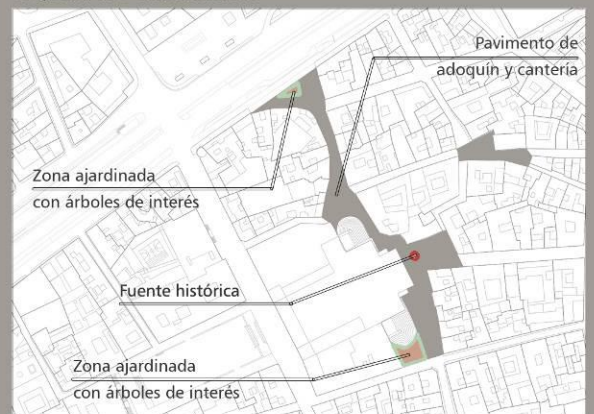 Pavimento de
adoquín y cantería
Zona ajardinada
con árboles de interés
Fuente histórica
Zona ajardinada
con árboles de interés